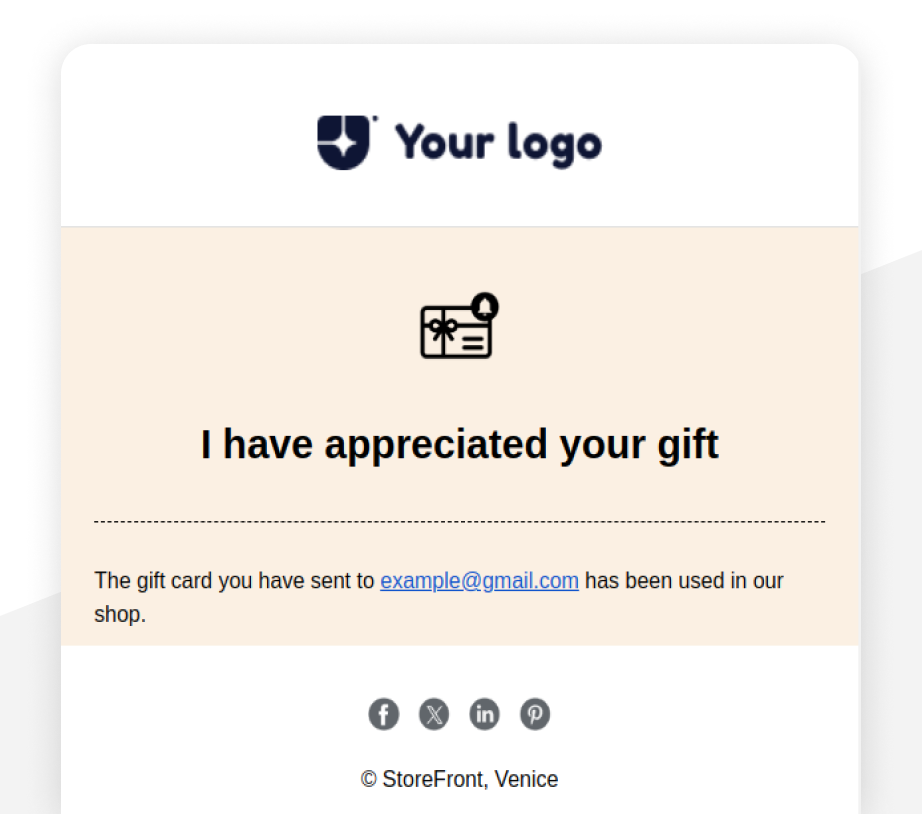 Your logo
I have appreciated your gift
The gift card you have sent to example@gmail.com has been used in our
shop.
© StoreFront, Venice